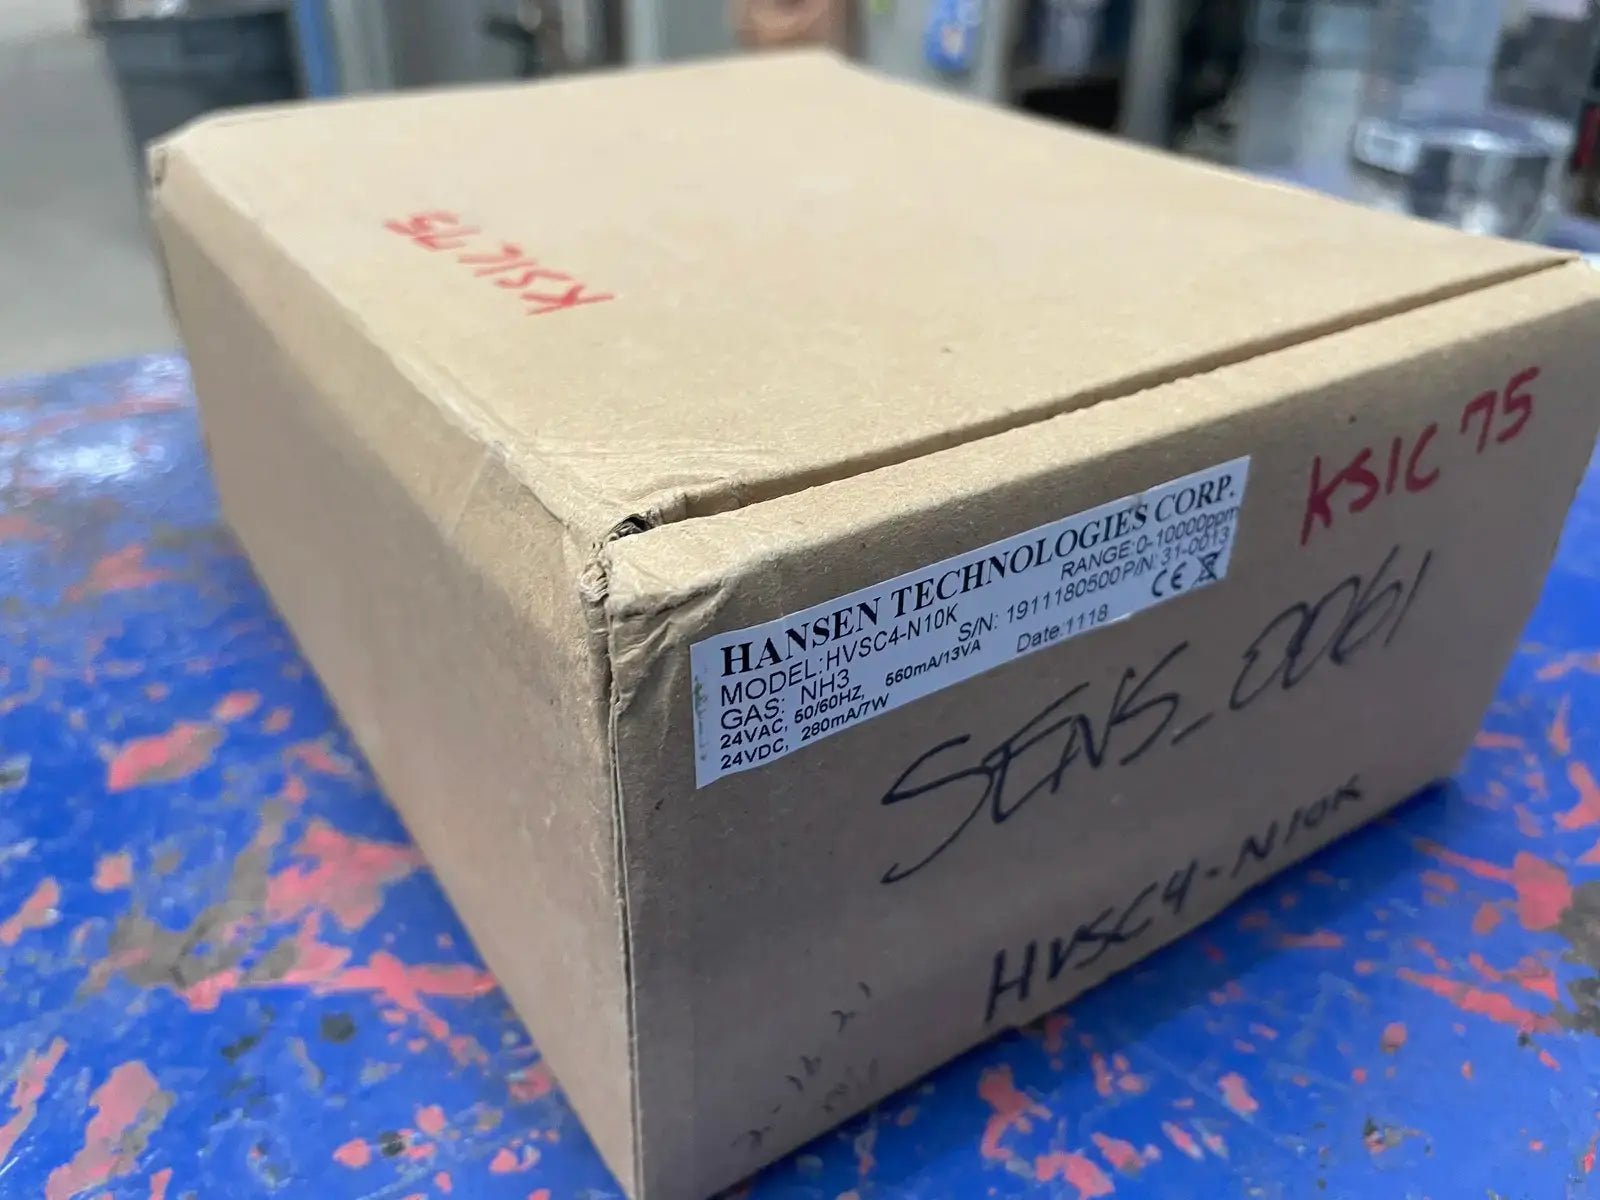 KSIC 75
KSIC 75
HANSEN TECHNOLOGIES CORP.
MODEL:HVSC4-N10K RANGE:0-10000ppm
GAS: NH3 S/N: 1911180500 P/N: 31-0013
24VAC, 50/60HZ, 560mA/13VA Date:1118
24VDC, 280mA/7W
CE
SENS_0061
HVSC4-N10K